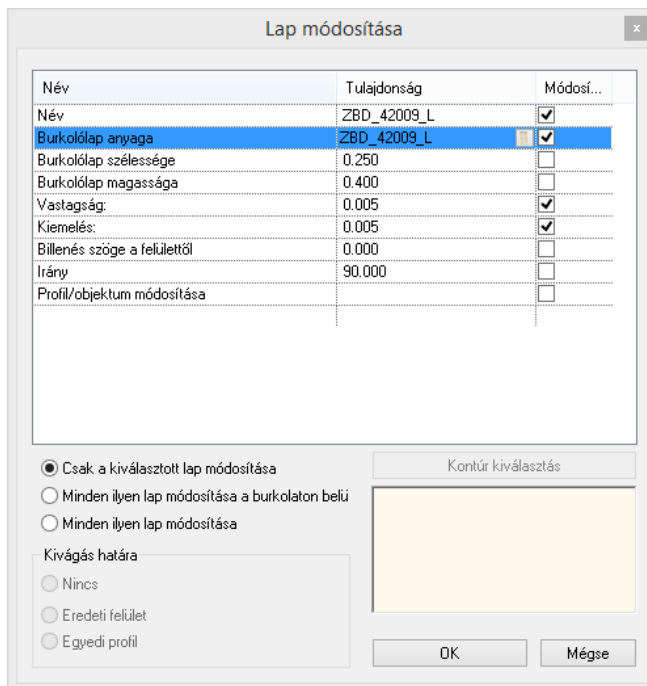 Lap módosítása
x
Név Tulajdonság Módosí...
Név ZBD_42009_L
Burkolólap anyaga ZBD_42009_L
Burkolólap szélessége 0.250
Burkolólap magassága 0.400
Vastagság: 0.005
Kiemelés: 0.005
Billenés szöge a felülettől 0.000
Irány 90.000
Profil/objektum módosítása
Csak a kiválasztott lap módosítása
Minden ilyen lap módosítása a burkolaton belü
Minden ilyen lap módosítása
Kontúr kiválasztás
Kivágás határa
Nincs
Eredeti felület
Egyedi profil
OK Mégse